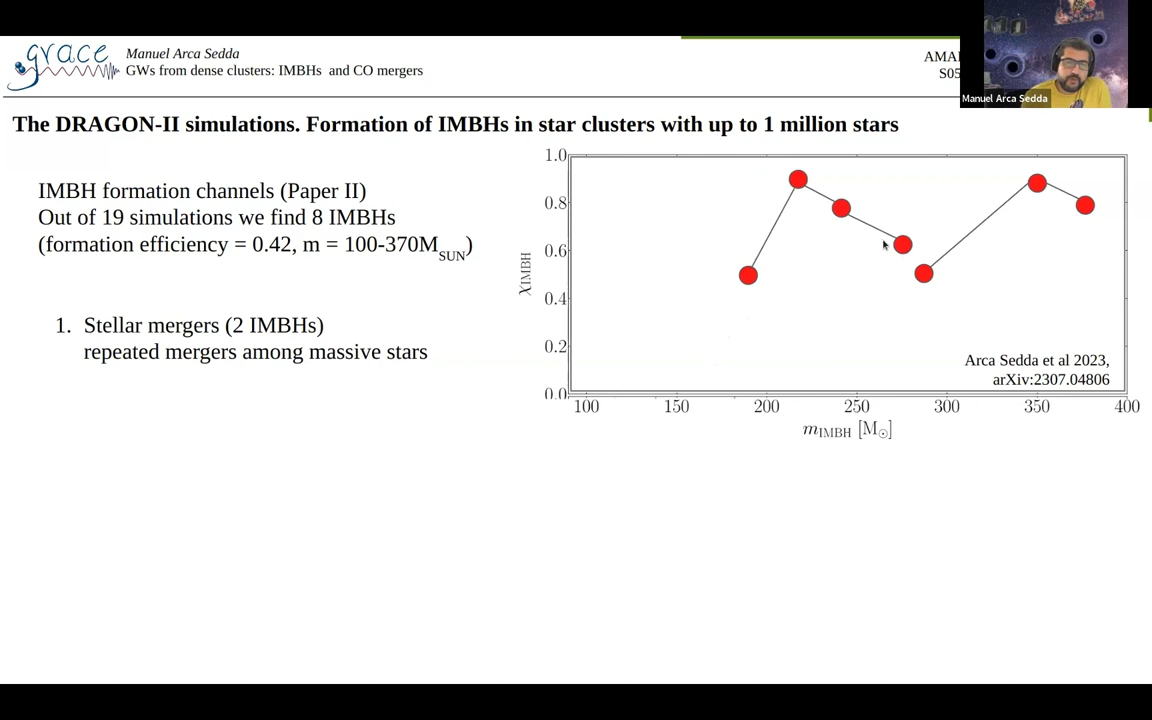 grace
Manuel Arca Sedda
GWs from dense clusters: IMBHs and CO mergers
AMA
S05
Manuel Arca Sedda
The DRAGON-II simulations. Formation of IMBHs in star clusters with up to 1 million stars
IMBH formation channels (Paper II)
Out of 19 simulations we find 8 IMBHs
(formation efficiency = 0.42, m = 100-370M_SUN)
1. Stellar mergers (2 IMBHs)
repeated mergers among massive stars
1.0
0.8
0.6
0.4
0.2
0.0
χ_IMBH
Arca Sedda et al 2023,
arXiv:2307.04806
100 150 200 250 300 350 400
m_IMBH [M_⊙]